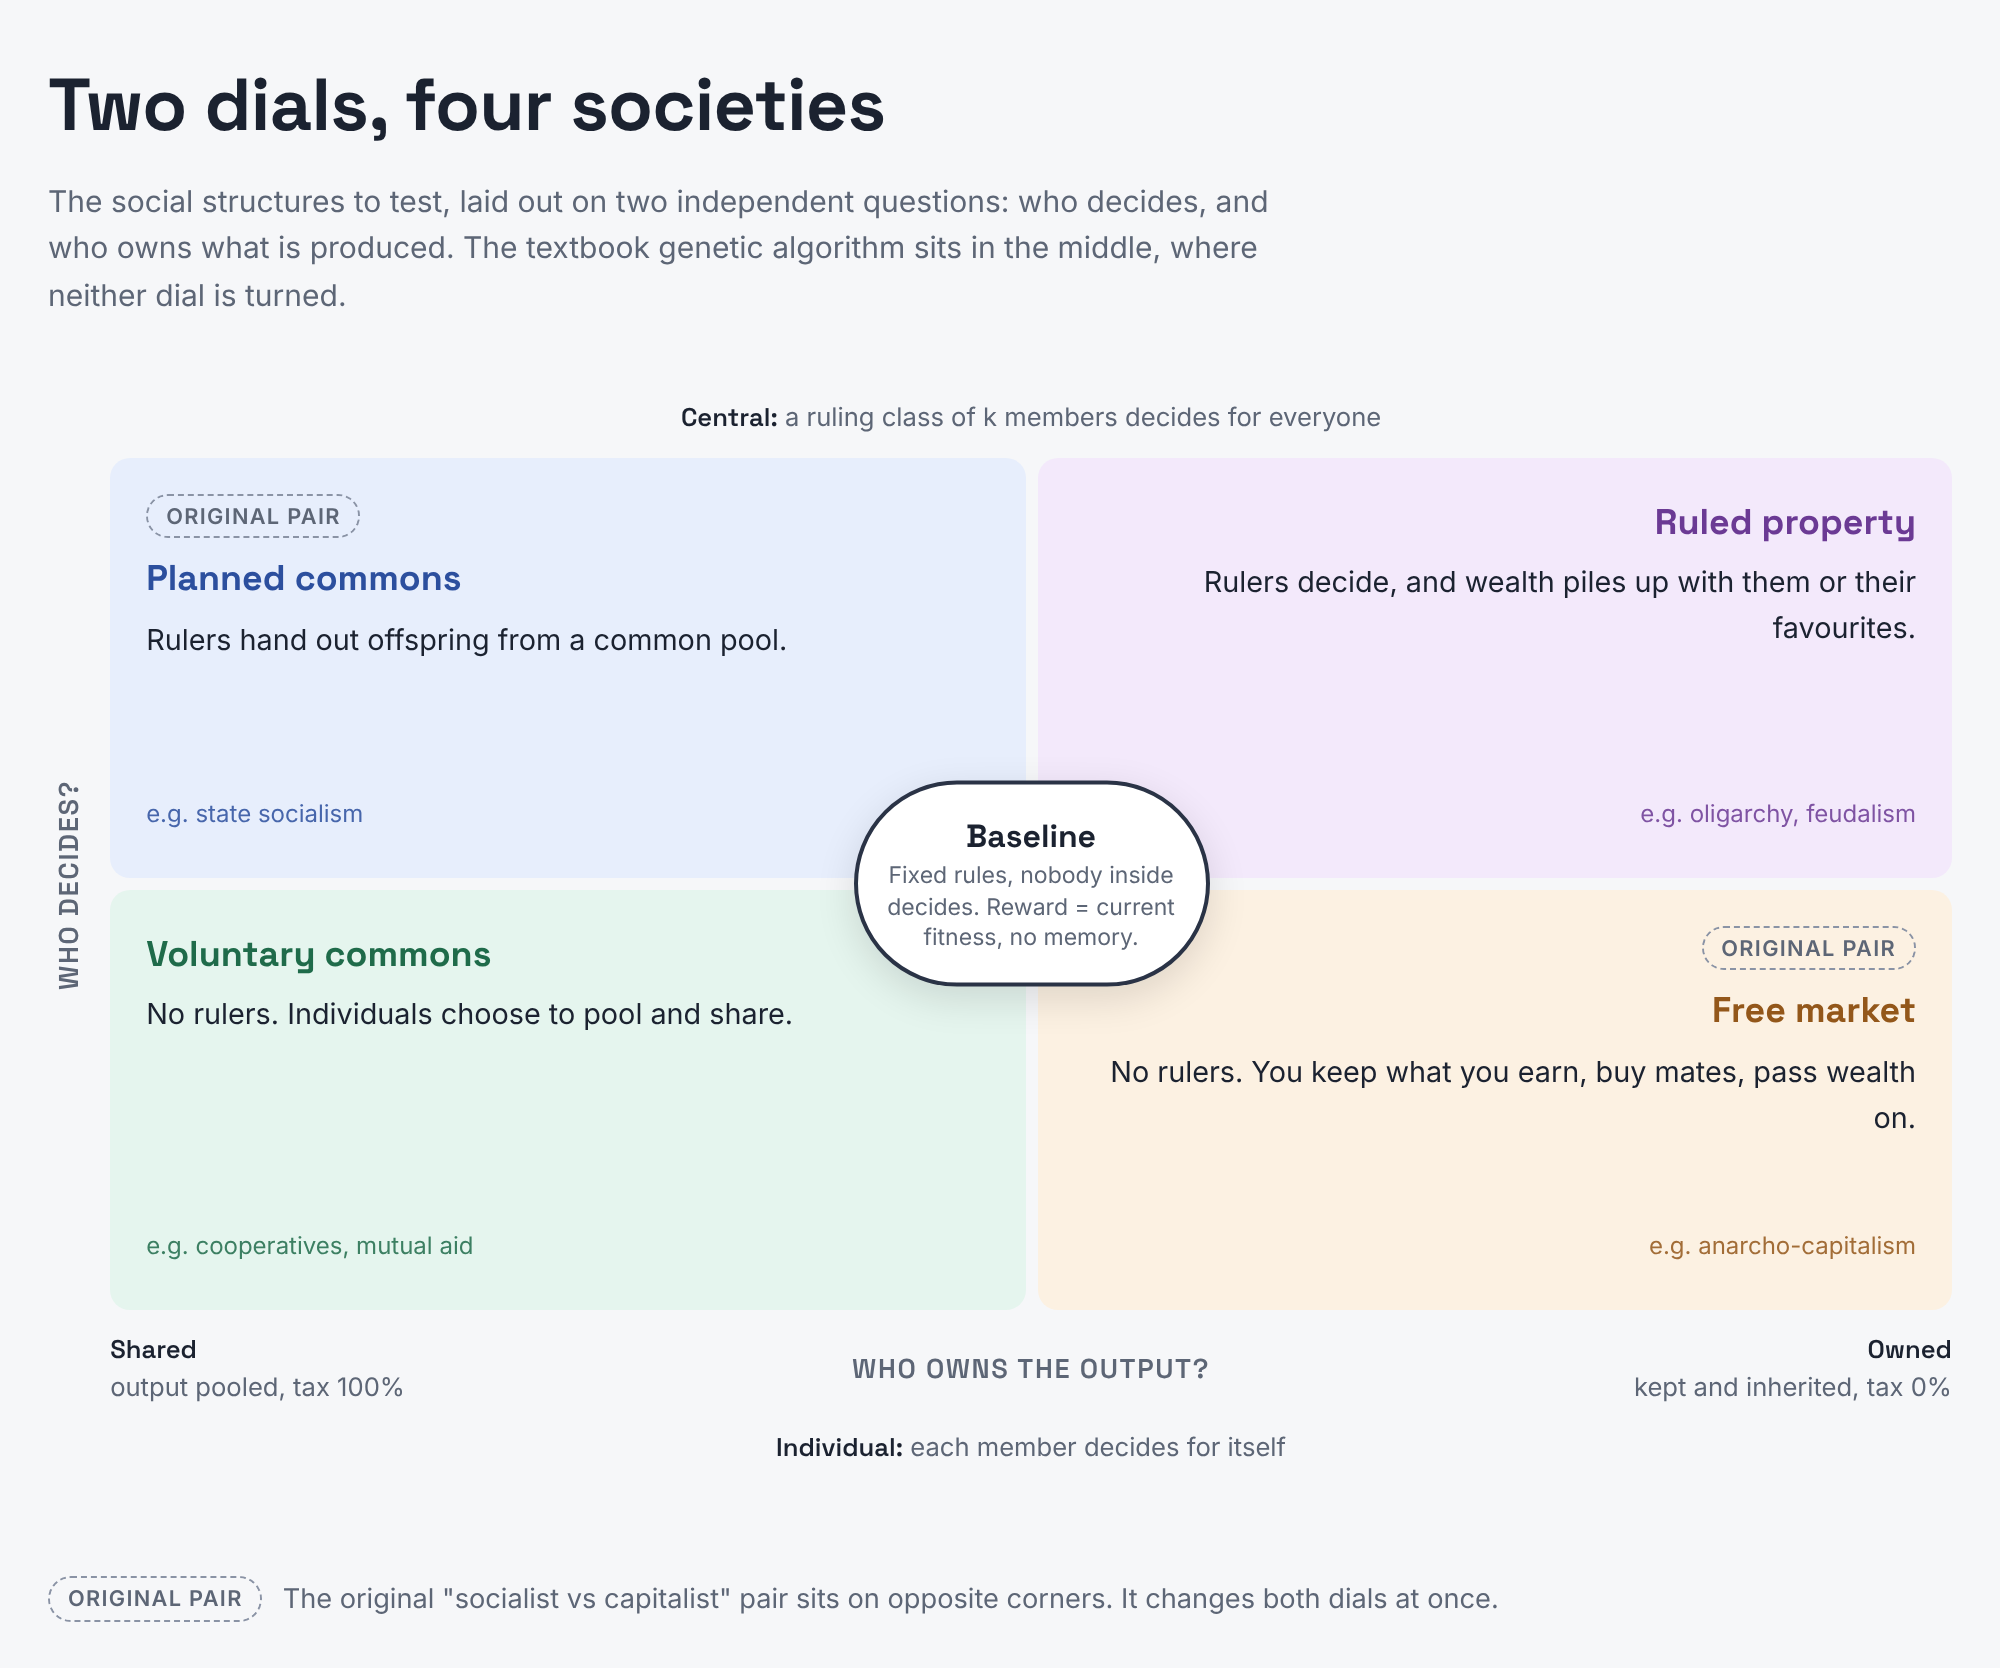 Two dials, four societies
The social structures to test, laid out on two independent questions: who decides, and
who owns what is produced. The textbook genetic algorithm sits in the middle, where
neither dial is turned.
Central: a ruling class of k members decides for everyone
WHO DECIDES?
ORIGINAL PAIR
Planned commons
Rulers hand out offspring from a common pool.
e.g. state socialism
Ruled property
Rulers decide, and wealth piles up with them or their
favourites.
e.g. oligarchy, feudalism
Baseline
Fixed rules, nobody inside
decides. Reward = current
fitness, no memory.
Voluntary commons
No rulers. Individuals choose to pool and share.
e.g. cooperatives, mutual aid
ORIGINAL PAIR
Free market
No rulers. You keep what you earn, buy mates, pass wealth
on.
e.g. anarcho-capitalism
Shared
output pooled, tax 100%
WHO OWNS THE OUTPUT?
Owned
kept and inherited, tax 0%
Individual: each member decides for itself
ORIGINAL PAIR The original "socialist vs capitalist" pair sits on opposite corners. It changes both dials at once.